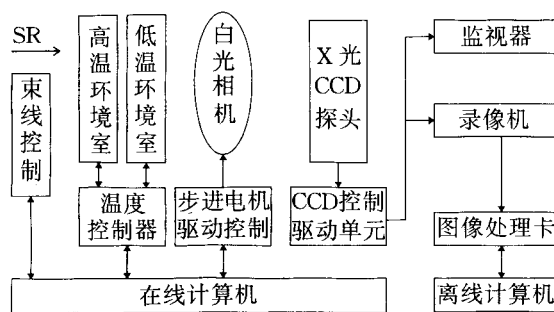 SR
束线控制
高温环境室
低温环境室
白光相机
X光
CCD
探头
监视器
录像机
温度
控制器
步进电机
驱动控制
CCD控制
驱动单元
图像处理卡
在线计算机
离线计算机